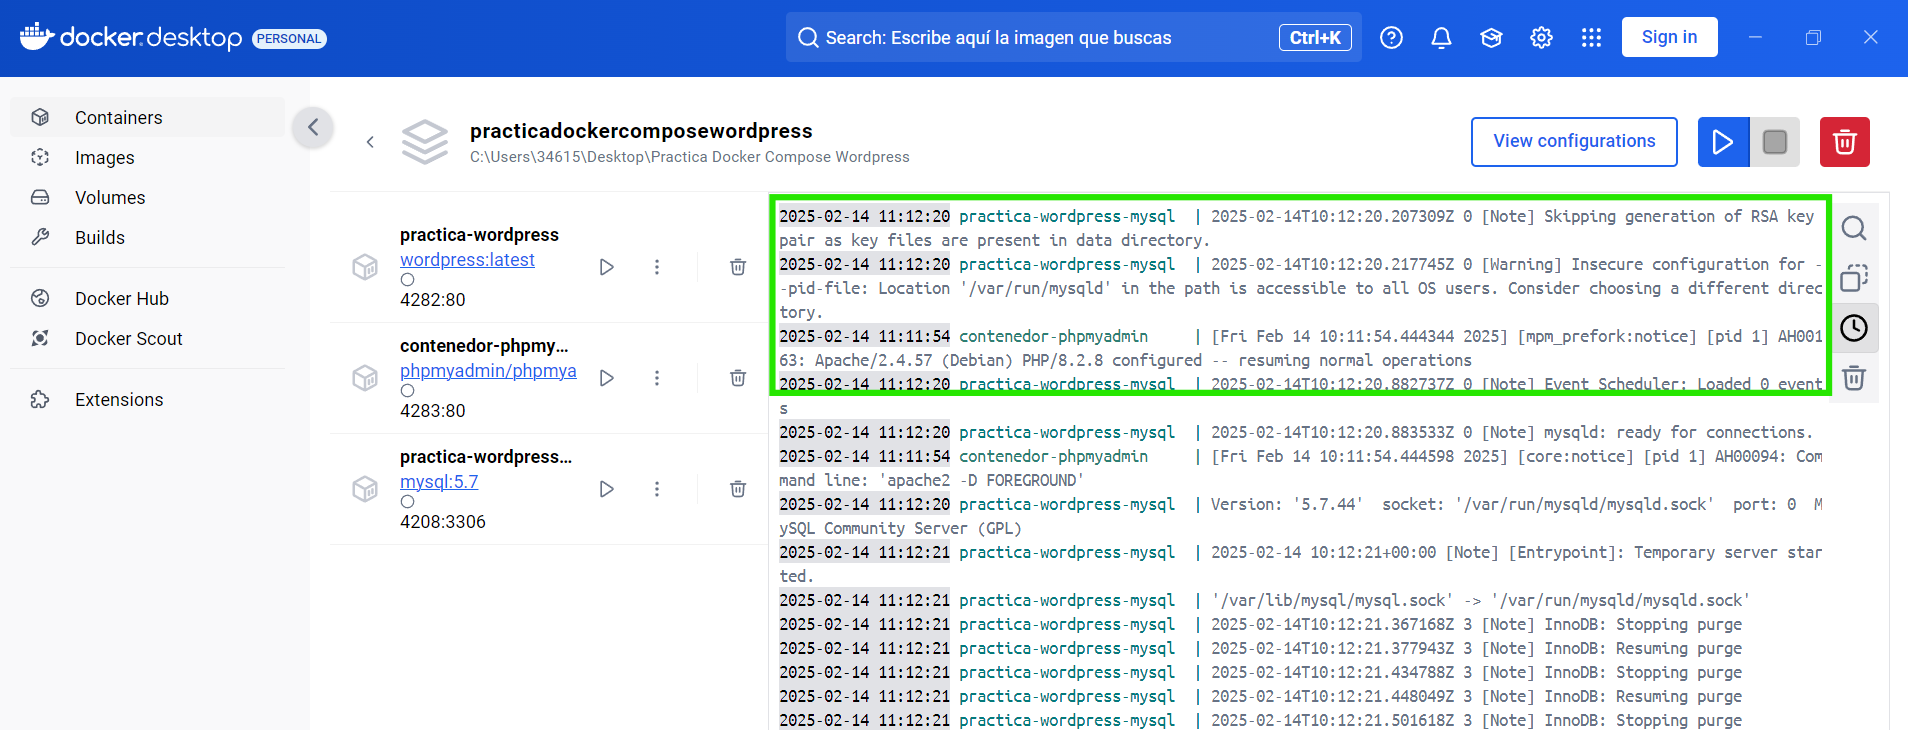 docker.desktop PERSONAL
Search: Escribe aquí la imagen que buscas
Ctrl+K
Sign in
Containers
Images
Volumes
Builds
Docker Hub
Docker Scout
Extensions
practicadockercomposewordpress
C:\Users\34615\Desktop\Practica Docker Compose Wordpress
View configurations
practica-wordpress
wordpress:latest
4282:80
contenedor-phpmy...
phpmyadmin/phpmya
4283:80
practica-wordpress...
mysql:5.7
4208:3306
2025-02-14 11:12:20 practica-wordpress-mysql | 2025-02-14T10:12:20.207309Z 0 [Note] Skipping generation of RSA key
pair as key files are present in data directory.
2025-02-14 11:12:20 practica-wordpress-mysql | 2025-02-14T10:12:20.217745Z 0 [Warning] Insecure configuration for -
-pid-file: Location '/var/run/mysqld' in the path is accessible to all OS users. Consider choosing a different direc
tory.
2025-02-14 11:11:54 contenedor-phpmyadmin | [Fri Feb 14 10:11:54.444344 2025] [mpm_prefork:notice] [pid 1] AH001
63: Apache/2.4.57 (Debian) PHP/8.2.8 configured -- resuming normal operations
2025-02-14 11:12:20 practica-wordpress-mysql | 2025-02-14T10:12:20.882737Z 0 [Note] Event Scheduler: Loaded 0 event
s
2025-02-14 11:12:20 practica-wordpress-mysql | 2025-02-14T10:12:20.883533Z 0 [Note] mysqld: ready for connections.
2025-02-14 11:11:54 contenedor-phpmyadmin | [Fri Feb 14 10:11:54.444598 2025] [core:notice] [pid 1] AH00094: Com
mand line: 'apache2 -D FOREGROUND'
2025-02-14 11:12:20 practica-wordpress-mysql | Version: '5.7.44' socket: '/var/run/mysqld/mysqld.sock' port: 0 M
ySQL Community Server (GPL)
2025-02-14 11:12:21 practica-wordpress-mysql | 2025-02-14 10:12:21+00:00 [Note] [Entrypoint]: Temporary server star
ted.
2025-02-14 11:12:21 practica-wordpress-mysql | '/var/lib/mysql/mysql.sock' -> '/var/run/mysqld/mysqld.sock'
2025-02-14 11:12:21 practica-wordpress-mysql | 2025-02-14T10:12:21.367168Z 3 [Note] InnoDB: Stopping purge
2025-02-14 11:12:21 practica-wordpress-mysql | 2025-02-14T10:12:21.377943Z 3 [Note] InnoDB: Resuming purge
2025-02-14 11:12:21 practica-wordpress-mysql | 2025-02-14T10:12:21.434788Z 3 [Note] InnoDB: Stopping purge
2025-02-14 11:12:21 practica-wordpress-mysql | 2025-02-14T10:12:21.448049Z 3 [Note] InnoDB: Resuming purge
2025-02-14 11:12:21 practica-wordpress-mysql | 2025-02-14T10:12:21.501618Z 3 [Note] InnoDB: Stopping purge